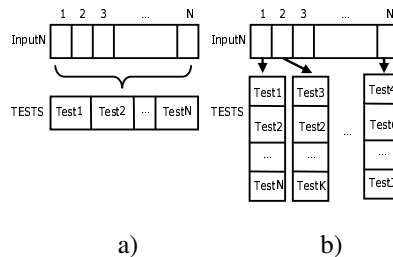 1 2 3 ... N
InputN
TESTS Test1 Test2 ... TestN
a)
1 2 3 ... N
InputN
TESTS
Test1 Test3
Test2 Test2 ...
... ... ...
TestN TestK
b)